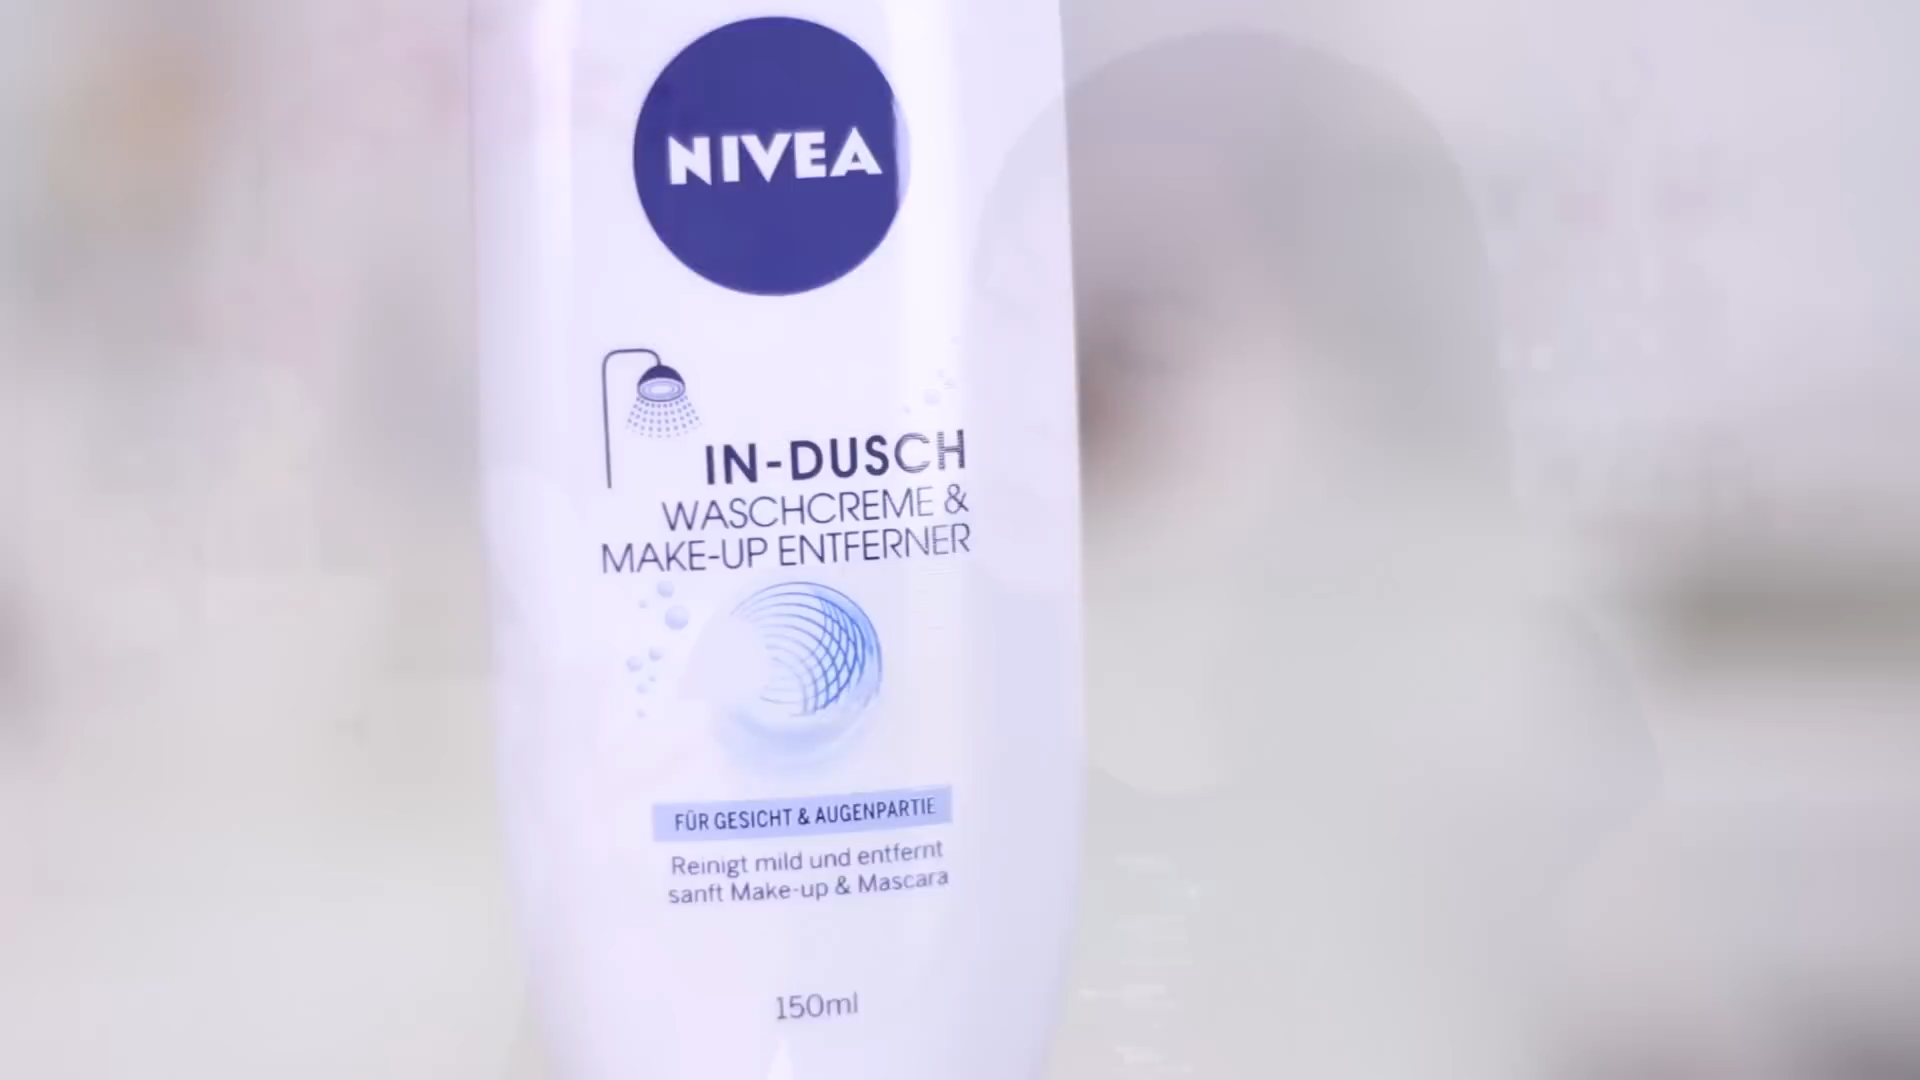 NIVEA
IN-DUSCH
WASCHCREME &
MAKE-UP ENTFERNER
FÜR GESICHT & AUGENPARTIE
Reinigt mild und entfernt
sanft Make-up & Mascara
150ml